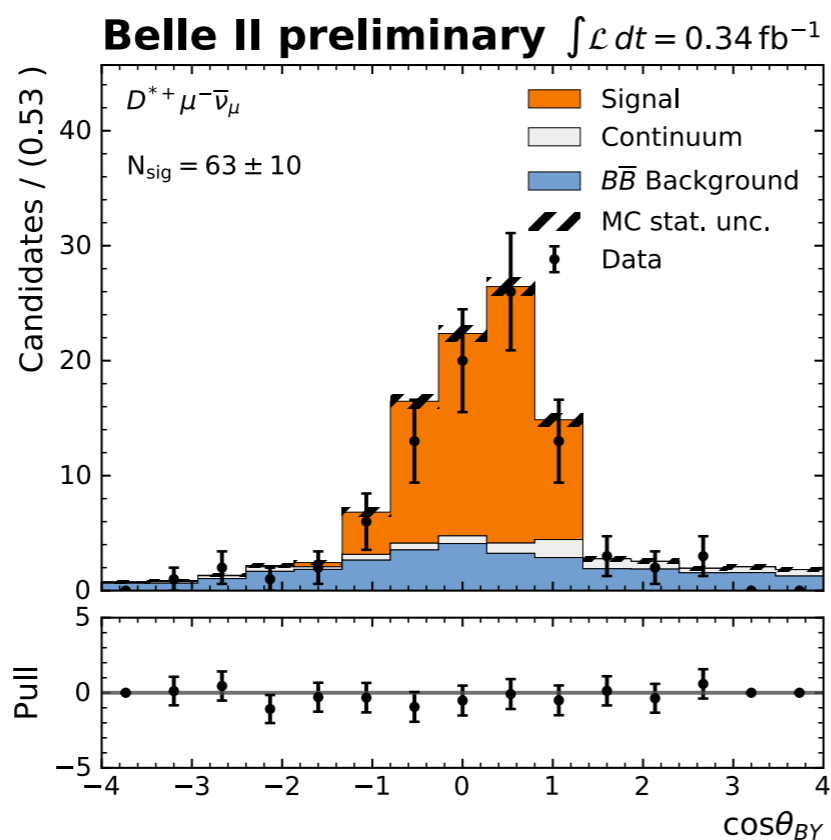 Belle II preliminary ∫ℒ dt = 0.34 fb⁻¹
Candidates / (0.53 )
D*⁺μ⁻ν̅_μ
N_sig = 63 ± 10
Signal
Continuum
BB̅ Background
MC stat. unc.
Data
40
30
20
10
0
Pull
5
0
−5
−4 −3 −2 −1 0 1 2 3 4
cosθ_BY